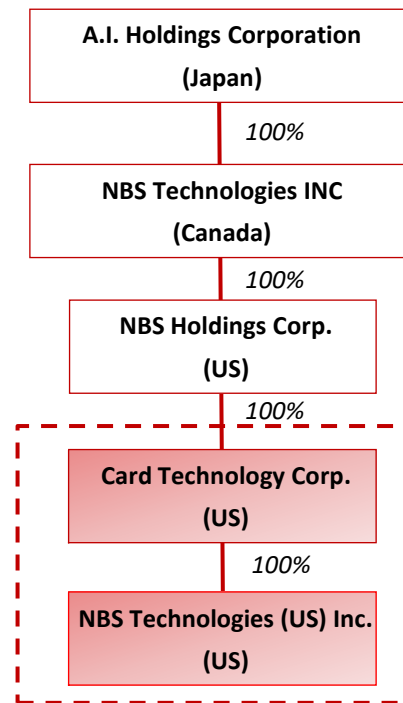 A.I. Holdings Corporation
(Japan)
100%
NBS Technologies INC
(Canada)
100%
NBS Holdings Corp.
(US)
100%
Card Technology Corp.
(US)
100%
NBS Technologies (US) Inc.
(US)